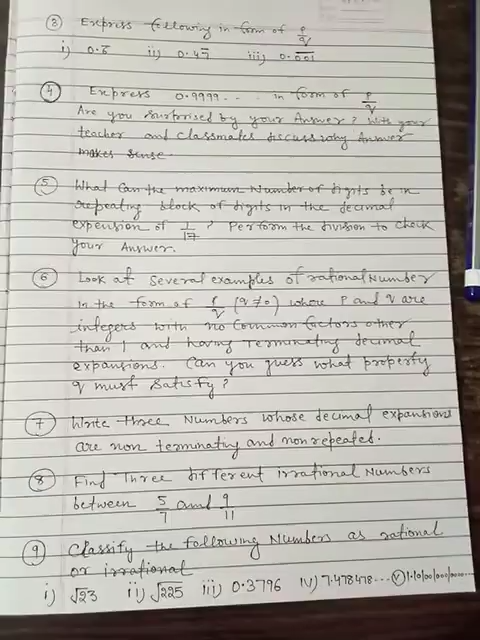 ③ Express following in form of p/q
i) 0.6̅ ii) 0.47̅ iii) 0.0̅0̅1̅
④ Express 0.9999.... in form of p/q
Are you surprised by your Answer? With your
teacher and classmates discuss why Answer
makes sense.
⑤ What can the maximum Number of digits be in
repeating block of digits in the decimal
expension of 1/17? Perform the division to check
your Answer.
⑥ Look at several examples of rational Number
in the form of p/q (q≠0) where P and q are
integers with no Common factors other
than 1 and having terminating decimal
expansions. Can you guess what property
q must satisfy?
⑦ Write three Numbers whose decimal expansions
are non terminating and nonrepeated.
⑧ Find Three different irrational Numbers
between 5/7 and 9/11
⑨ Classify the following Numbers as rational
or irrational
i) √23 ii) √225 iii) 0.3796 iv) 7.478478... (v) 1.101001000...